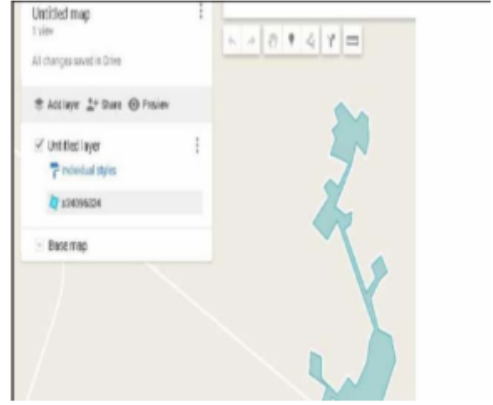 Untitled map
1 view
All changes saved in Drive
Add layer Share Preview
Untitled layer
Individual styles
Base map